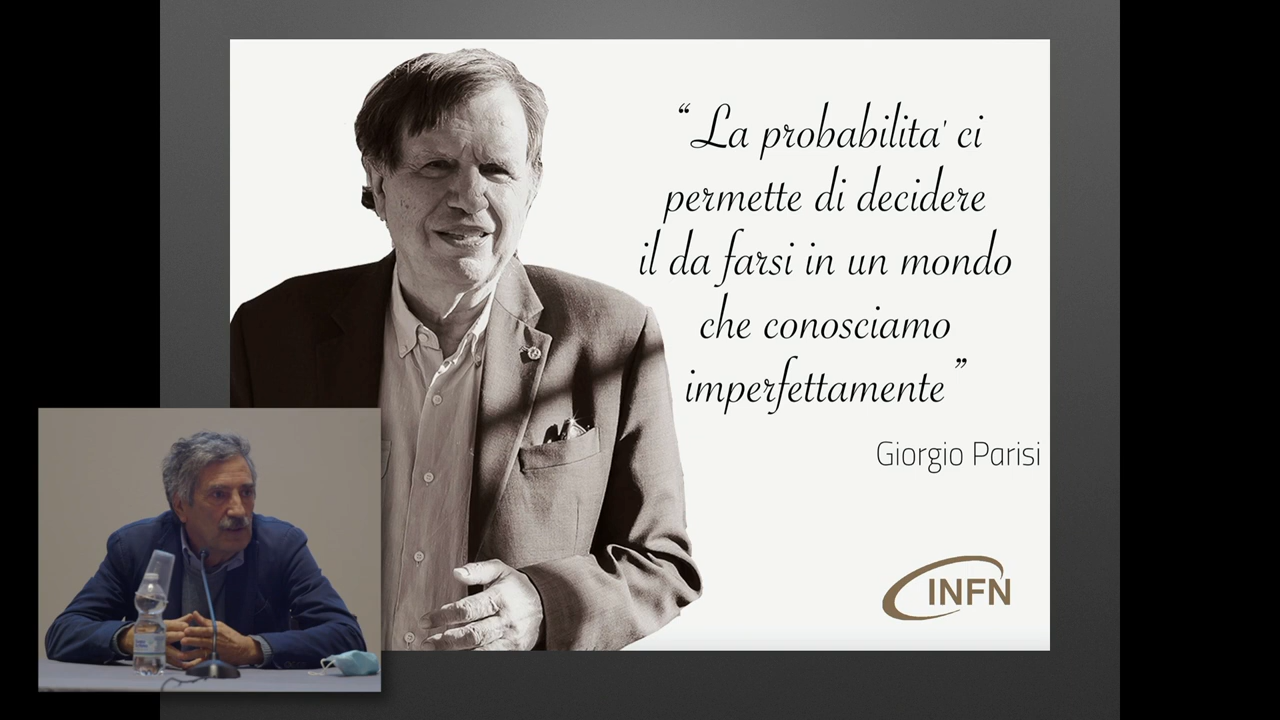 “La probabilita' ci
permette di decidere
il da farsi in un mondo
che conosciamo
imperfettamente”
Giorgio Parisi
INFN